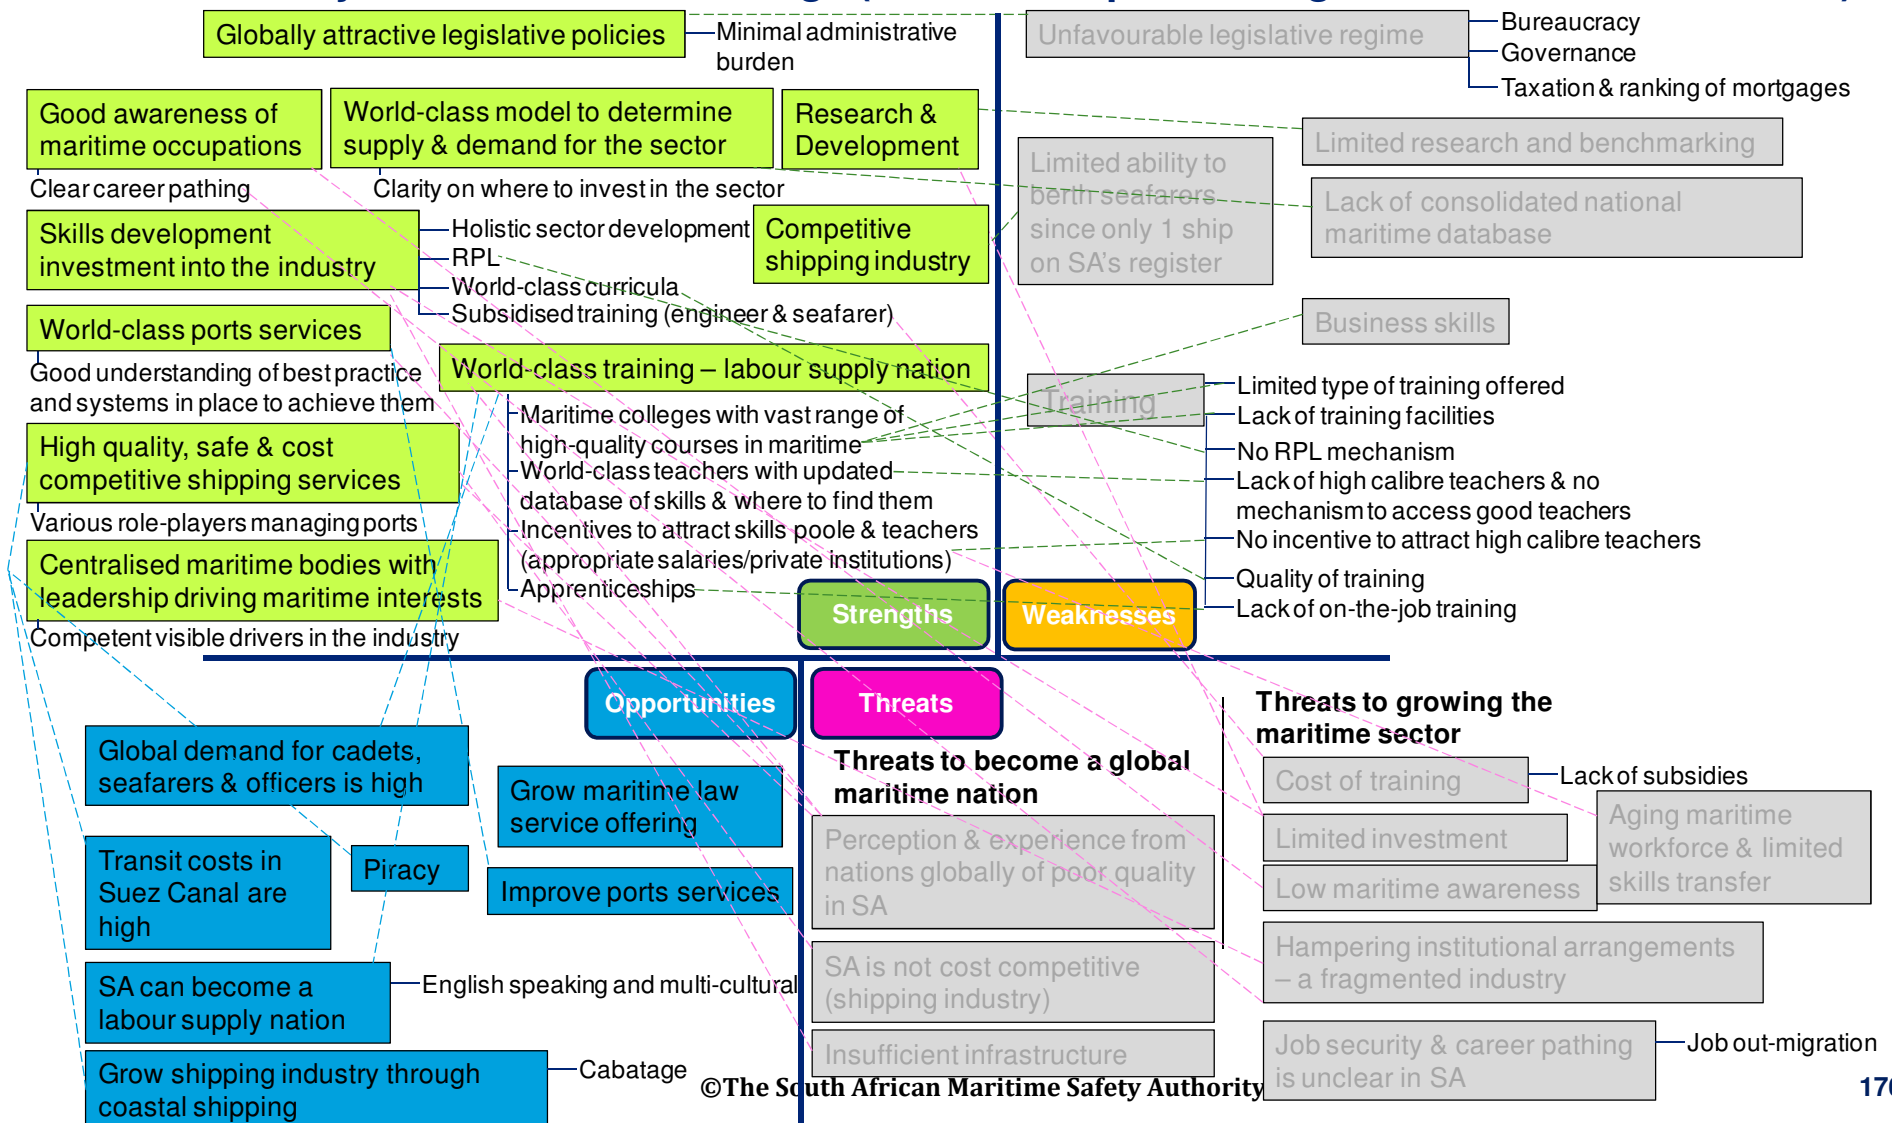 Globally attractive legislative policies
Minimal administrative
burden
Unfavourable legislative regime
Bureaucracy
Governance
Taxation & ranking of mortgages
Good awareness of
maritime occupations
Clear career pathing
World-class model to determine
supply & demand for the sector
Clarity on where to invest in the sector
Research &
Development
Limited research and benchmarking
Limited ability to
berth seafarers
since only 1 ship
on SA's register
Lack of consolidated national
maritime database
Skills development
investment into the industry
Holistic sector development
RPL
World-class curricula
Subsidised training (engineer & seafarer)
Competitive
shipping industry
Business skills
World-class ports services
Good understanding of best practice
and systems in place to achieve them
World-class training – labour supply nation
Maritime colleges with vast range of
high-quality courses in maritime
World-class teachers with updated
database of skills & where to find them
Incentives to attract skills poole & teachers
(appropriate salaries/private institutions)
Apprenticeships
Training
Limited type of training offered
Lack of training facilities
No RPL mechanism
Lack of high calibre teachers & no
mechanism to access good teachers
No incentive to attract high calibre teachers
Quality of training
Lack of on-the-job training
High quality, safe & cost
competitive shipping services
Various role-players managing ports
Centralised maritime bodies with
leadership driving maritime interests
Competent visible drivers in the industry
Strengths
Weaknesses
Opportunities
Threats
Global demand for cadets,
seafarers & officers is high
Grow maritime law
service offering
Transit costs in
Suez Canal are
high
Piracy
Improve ports services
SA can become a
labour supply nation
English speaking and multi-cultural
Grow shipping industry through
coastal shipping
Cabatage
Threats to become a global
maritime nation
Perception & experience from
nations globally of poor quality
in SA
SA is not cost competitive
(shipping industry)
Insufficient infrastructure
Threats to growing the
maritime sector
Cost of training
Lack of subsidies
Limited investment
Low maritime awareness
Aging maritime
workforce & limited
skills transfer
Hampering institutional arrangements
– a fragmented industry
Job security & career pathing
is unclear in SA
Job out-migration
©The South African Maritime Safety Authority